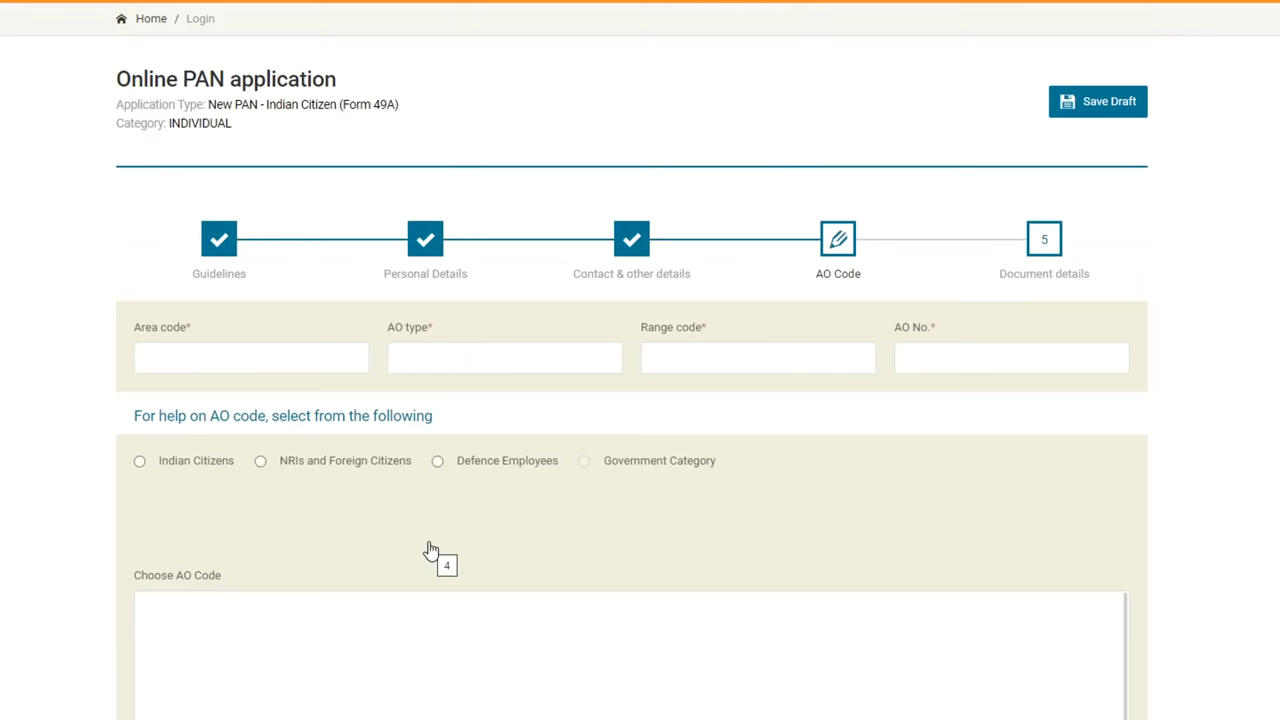 Home / Login
Online PAN application
Application Type: New PAN - Indian Citizen (Form 49A)
Category: INDIVIDUAL
Save Draft
5
Guidelines Personal Details Contact & other details AO Code Document details
Area code* AO type* Range code* AO No.*
For help on AO code, select from the following
Indian Citizens NRIs and Foreign Citizens Defence Employees Government Category
4
Choose AO Code